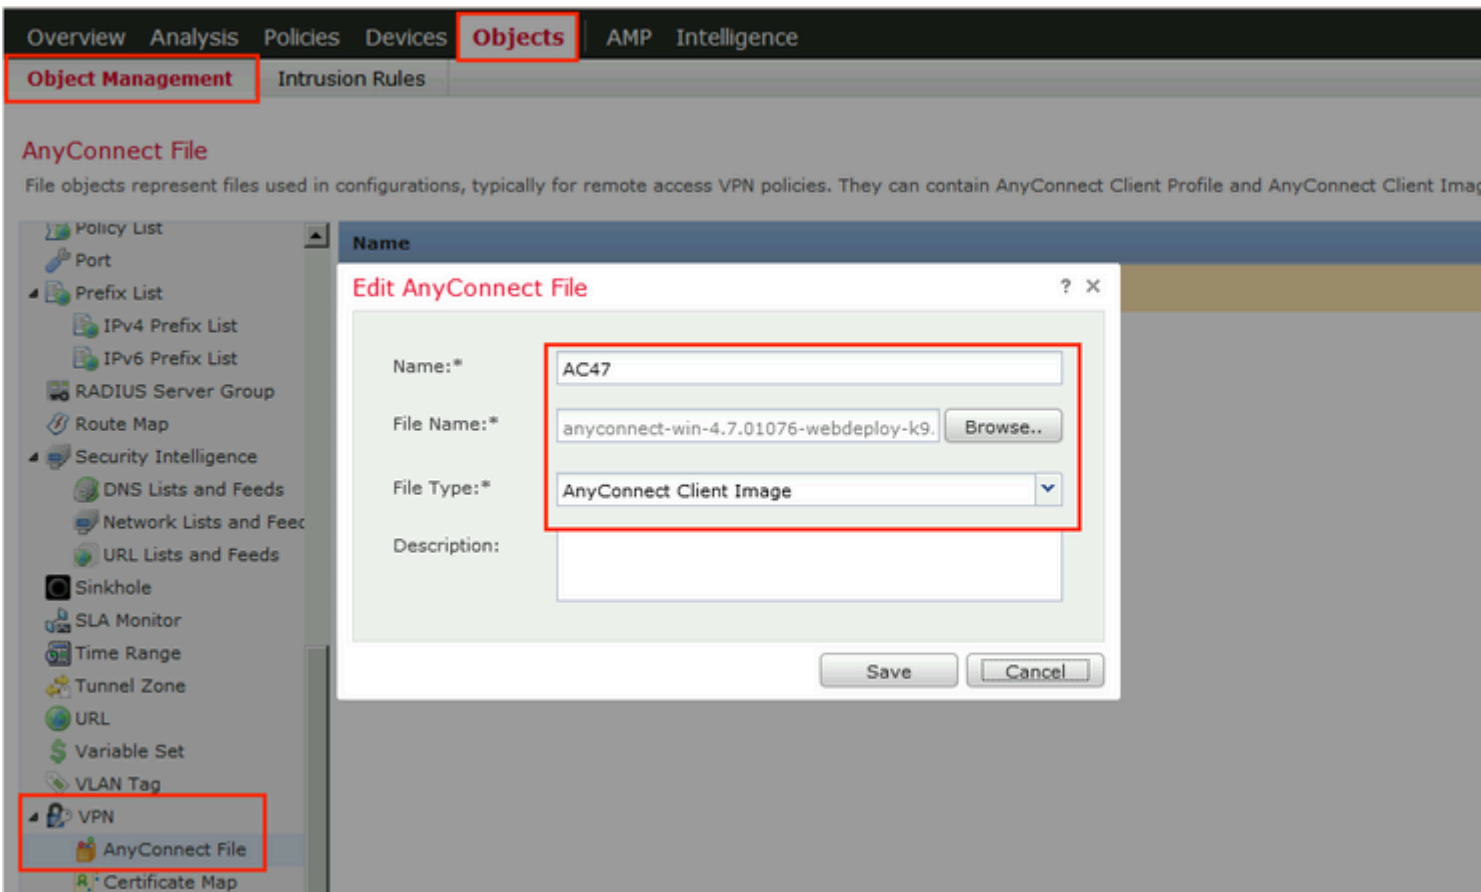 Overview Analysis Policies Devices Objects AMP Intelligence
Object Management Intrusion Rules
AnyConnect File
File objects represent files used in configurations, typically for remote access VPN policies. They can contain AnyConnect Client Profile and AnyConnect Client Imag
Policy List
Name
Port
Edit AnyConnect File ? ×
Prefix List
IPv4 Prefix List
IPv6 Prefix List
Name:* AC47
RADIUS Server Group
Route Map
File Name:* anyconnect-win-4.7.01076-webdeploy-k9. Browse..
Security Intelligence
DNS Lists and Feeds
File Type:* AnyConnect Client Image
Network Lists and Feed
Description:
URL Lists and Feeds
Sinkhole
SLA Monitor
Time Range
Save Cancel
Tunnel Zone
URL
Variable Set
VLAN Tag
VPN
AnyConnect File
Certificate Map